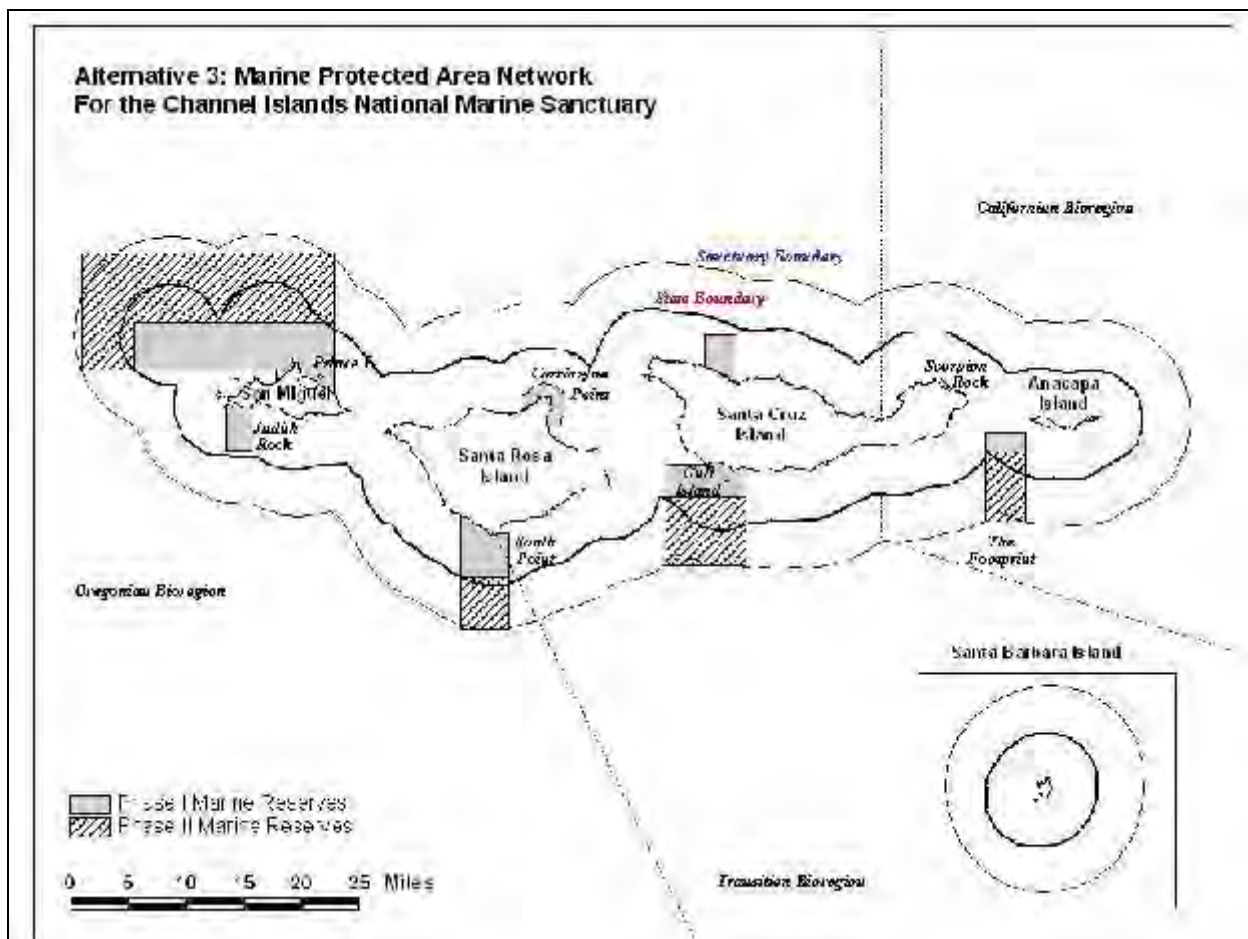 Alternative 3: Marine Protected Area Network
For the Channel Islands National Marine Sanctuary
Californian Bioregion
Sanctuary Boundary
State Boundary
Prince I.
San Miguel
Judith
Rock
Carrington
Point
Santa Rosa
Island
Santa Cruz
Island
Scorpion
Rock
Anacapa
Island
Gull
Island
South
Point
The
Footprint
Oregonian Bioregion
Santa Barbara Island
Phase I Marine Reserves
Phase II Marine Reserves
0 5 10 15 20 25 Miles
Transition Bioregion